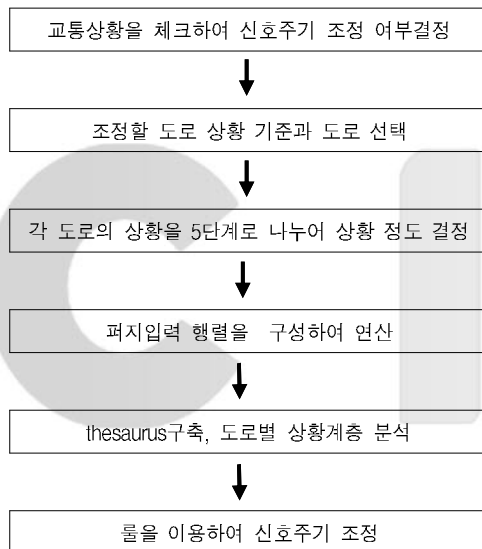 교통상황을 체크하여 신호주기 조정 여부결정
조정할 도로 상황 기준과 도로 선택
각 도로의 상황을 5단계로 나누어 상황 정도 결정
퍼지입력 행렬을 구성하여 연산
thesaurus구축, 도로별 상황계층 분석
룰을 이용하여 신호주기 조정